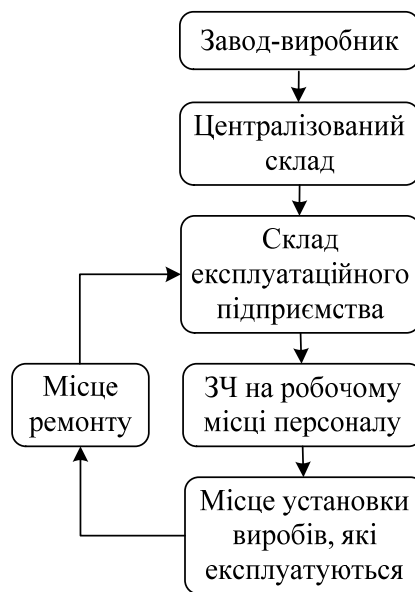 Завод-виробник
Централізований
склад
Склад
експлуатаційного
підприємства
Місце
ремонту
ЗЧ на робочому
місці персоналу
Місце установки
виробів, які
експлуатуються